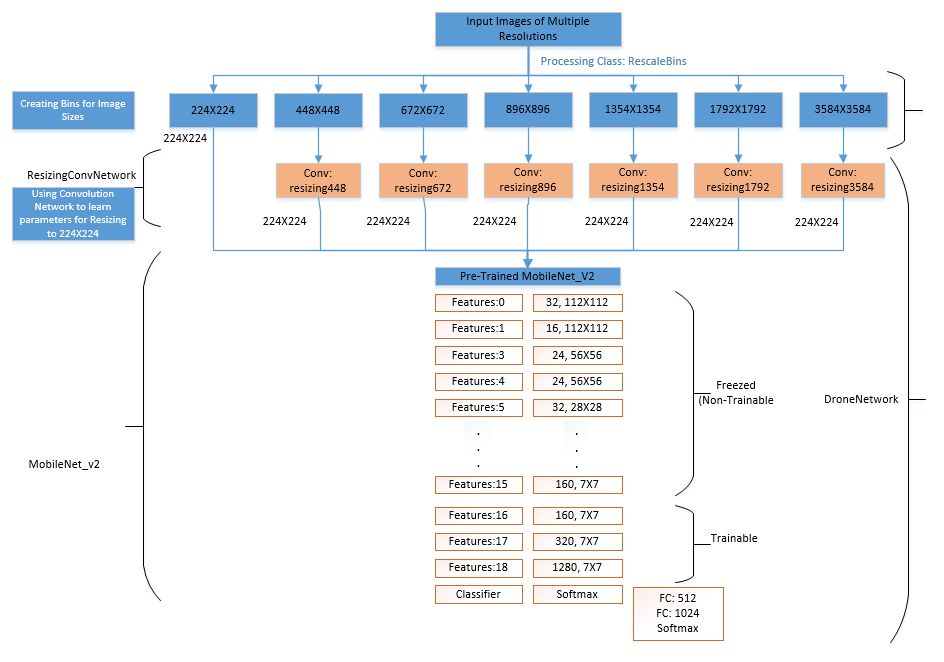 Input Images of Multiple
Resolutions
Processing Class: RescaleBins
Creating Bins for Image
Sizes
224X224
448X448
672X672
896X896
1354X1354
1792X1792
3584X3584
224X224
ResizingConvNetwork
Using Convolution
Network to learn
parameters for Resizing
to 224X224
Conv:
resizing448
Conv:
resizing672
Conv:
resizing896
Conv:
resizing1354
Conv:
resizing1792
Conv:
resizing3584
224X224
224X224
224X224
224X224
224X224
224X224
Pre-Trained MobileNet_V2
Features:0
32, 112X112
Features:1
16, 112X112
Features:3
24, 56X56
Features:4
24, 56X56
Features:5
32, 28X28
.
.
.
.
.
.
Features:15
160, 7X7
Features:16
160, 7X7
Features:17
320, 7X7
Features:18
1280, 7X7
Classifier
Softmax
Freezed
(Non-Trainable
Trainable
DroneNetwork
MobileNet_v2
FC: 512
FC: 1024
Softmax